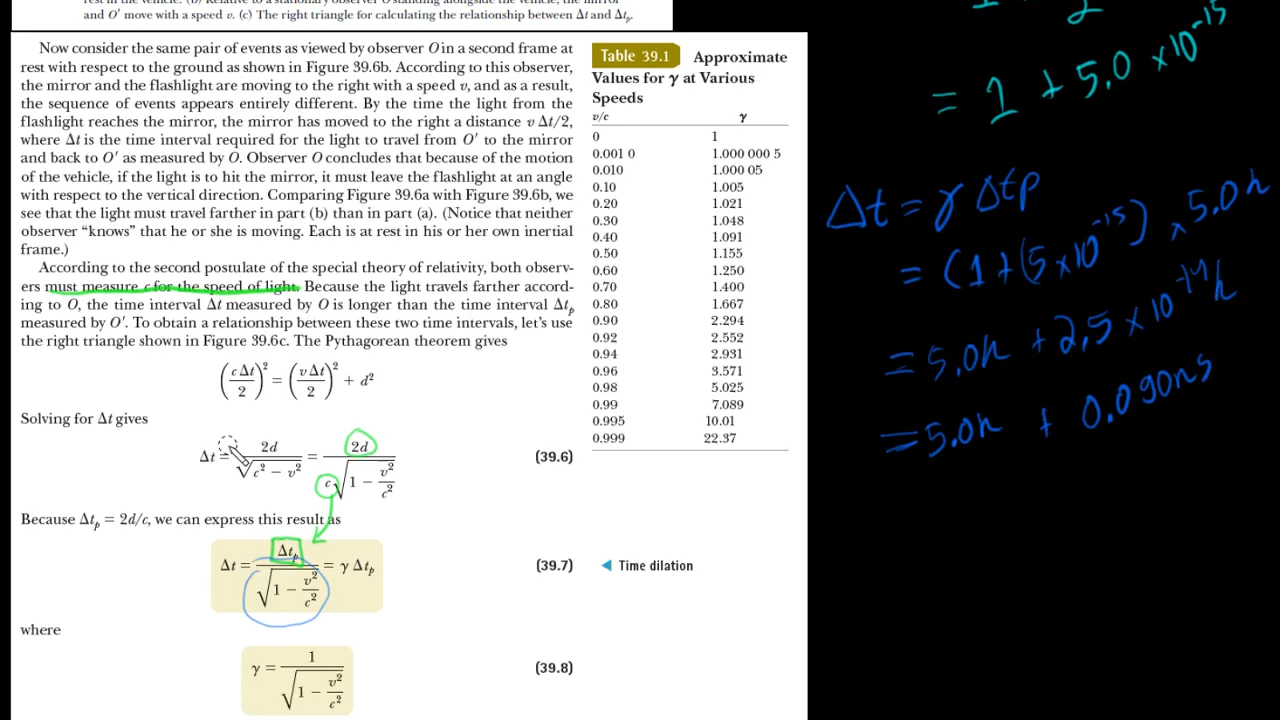 and O′ move with a speed v. (c) The right triangle for calculating the relationship between Δt and Δtₚ.
Now consider the same pair of events as viewed by observer O in a second frame at
rest with respect to the ground as shown in Figure 39.6b. According to this observer,
the mirror and the flashlight are moving to the right with a speed v, and as a result,
the sequence of events appears entirely different. By the time the light from the
flashlight reaches the mirror, the mirror has moved to the right a distance v Δt/2,
where Δt is the time interval required for the light to travel from O′ to the mirror
and back to O′ as measured by O. Observer O concludes that because of the motion
of the vehicle, if the light is to hit the mirror, it must leave the flashlight at an angle
with respect to the vertical direction. Comparing Figure 39.6a with Figure 39.6b, we
see that the light must travel farther in part (b) than in part (a). (Notice that neither
observer “knows” that he or she is moving. Each is at rest in his or her own inertial
frame.)
According to the second postulate of the special theory of relativity, both observ-
ers must measure c for the speed of light. Because the light travels farther accord-
ing to O, the time interval Δt measured by O is longer than the time interval Δtₚ
measured by O′. To obtain a relationship between these two time intervals, let’s use
the right triangle shown in Figure 39.6c. The Pythagorean theorem gives
(c Δt/2)² = (v Δt/2)² + d²
Solving for Δt gives
Δt = 2d/√(c² − v²) = 2d/(c√(1 − v²/c²)) (39.6)
Because Δtₚ = 2d/c, we can express this result as
Δt = Δtₚ/√(1 − v²/c²) = γ Δtₚ (39.7)
◀ Time dilation
where
γ = 1/√(1 − v²/c²) (39.8)
Table 39.1 Approximate
Values for γ at Various
Speeds
v/c γ
0 1
0.001 0 1.000 000 5
0.010 1.000 05
0.10 1.005
0.20 1.021
0.30 1.048
0.40 1.091
0.50 1.155
0.60 1.250
0.70 1.400
0.80 1.667
0.90 2.294
0.92 2.552
0.94 2.931
0.96 3.571
0.98 5.025
0.99 7.089
0.995 10.01
0.999 22.37
= 1 + 5.0 × 10⁻¹⁵
Δt = γ Δtp
= (1 + (5 × 10⁻¹⁵) × 5.0h
= 5.0h + 2,5 × 10⁻¹⁴ h
= 5.0h + 0.090ns